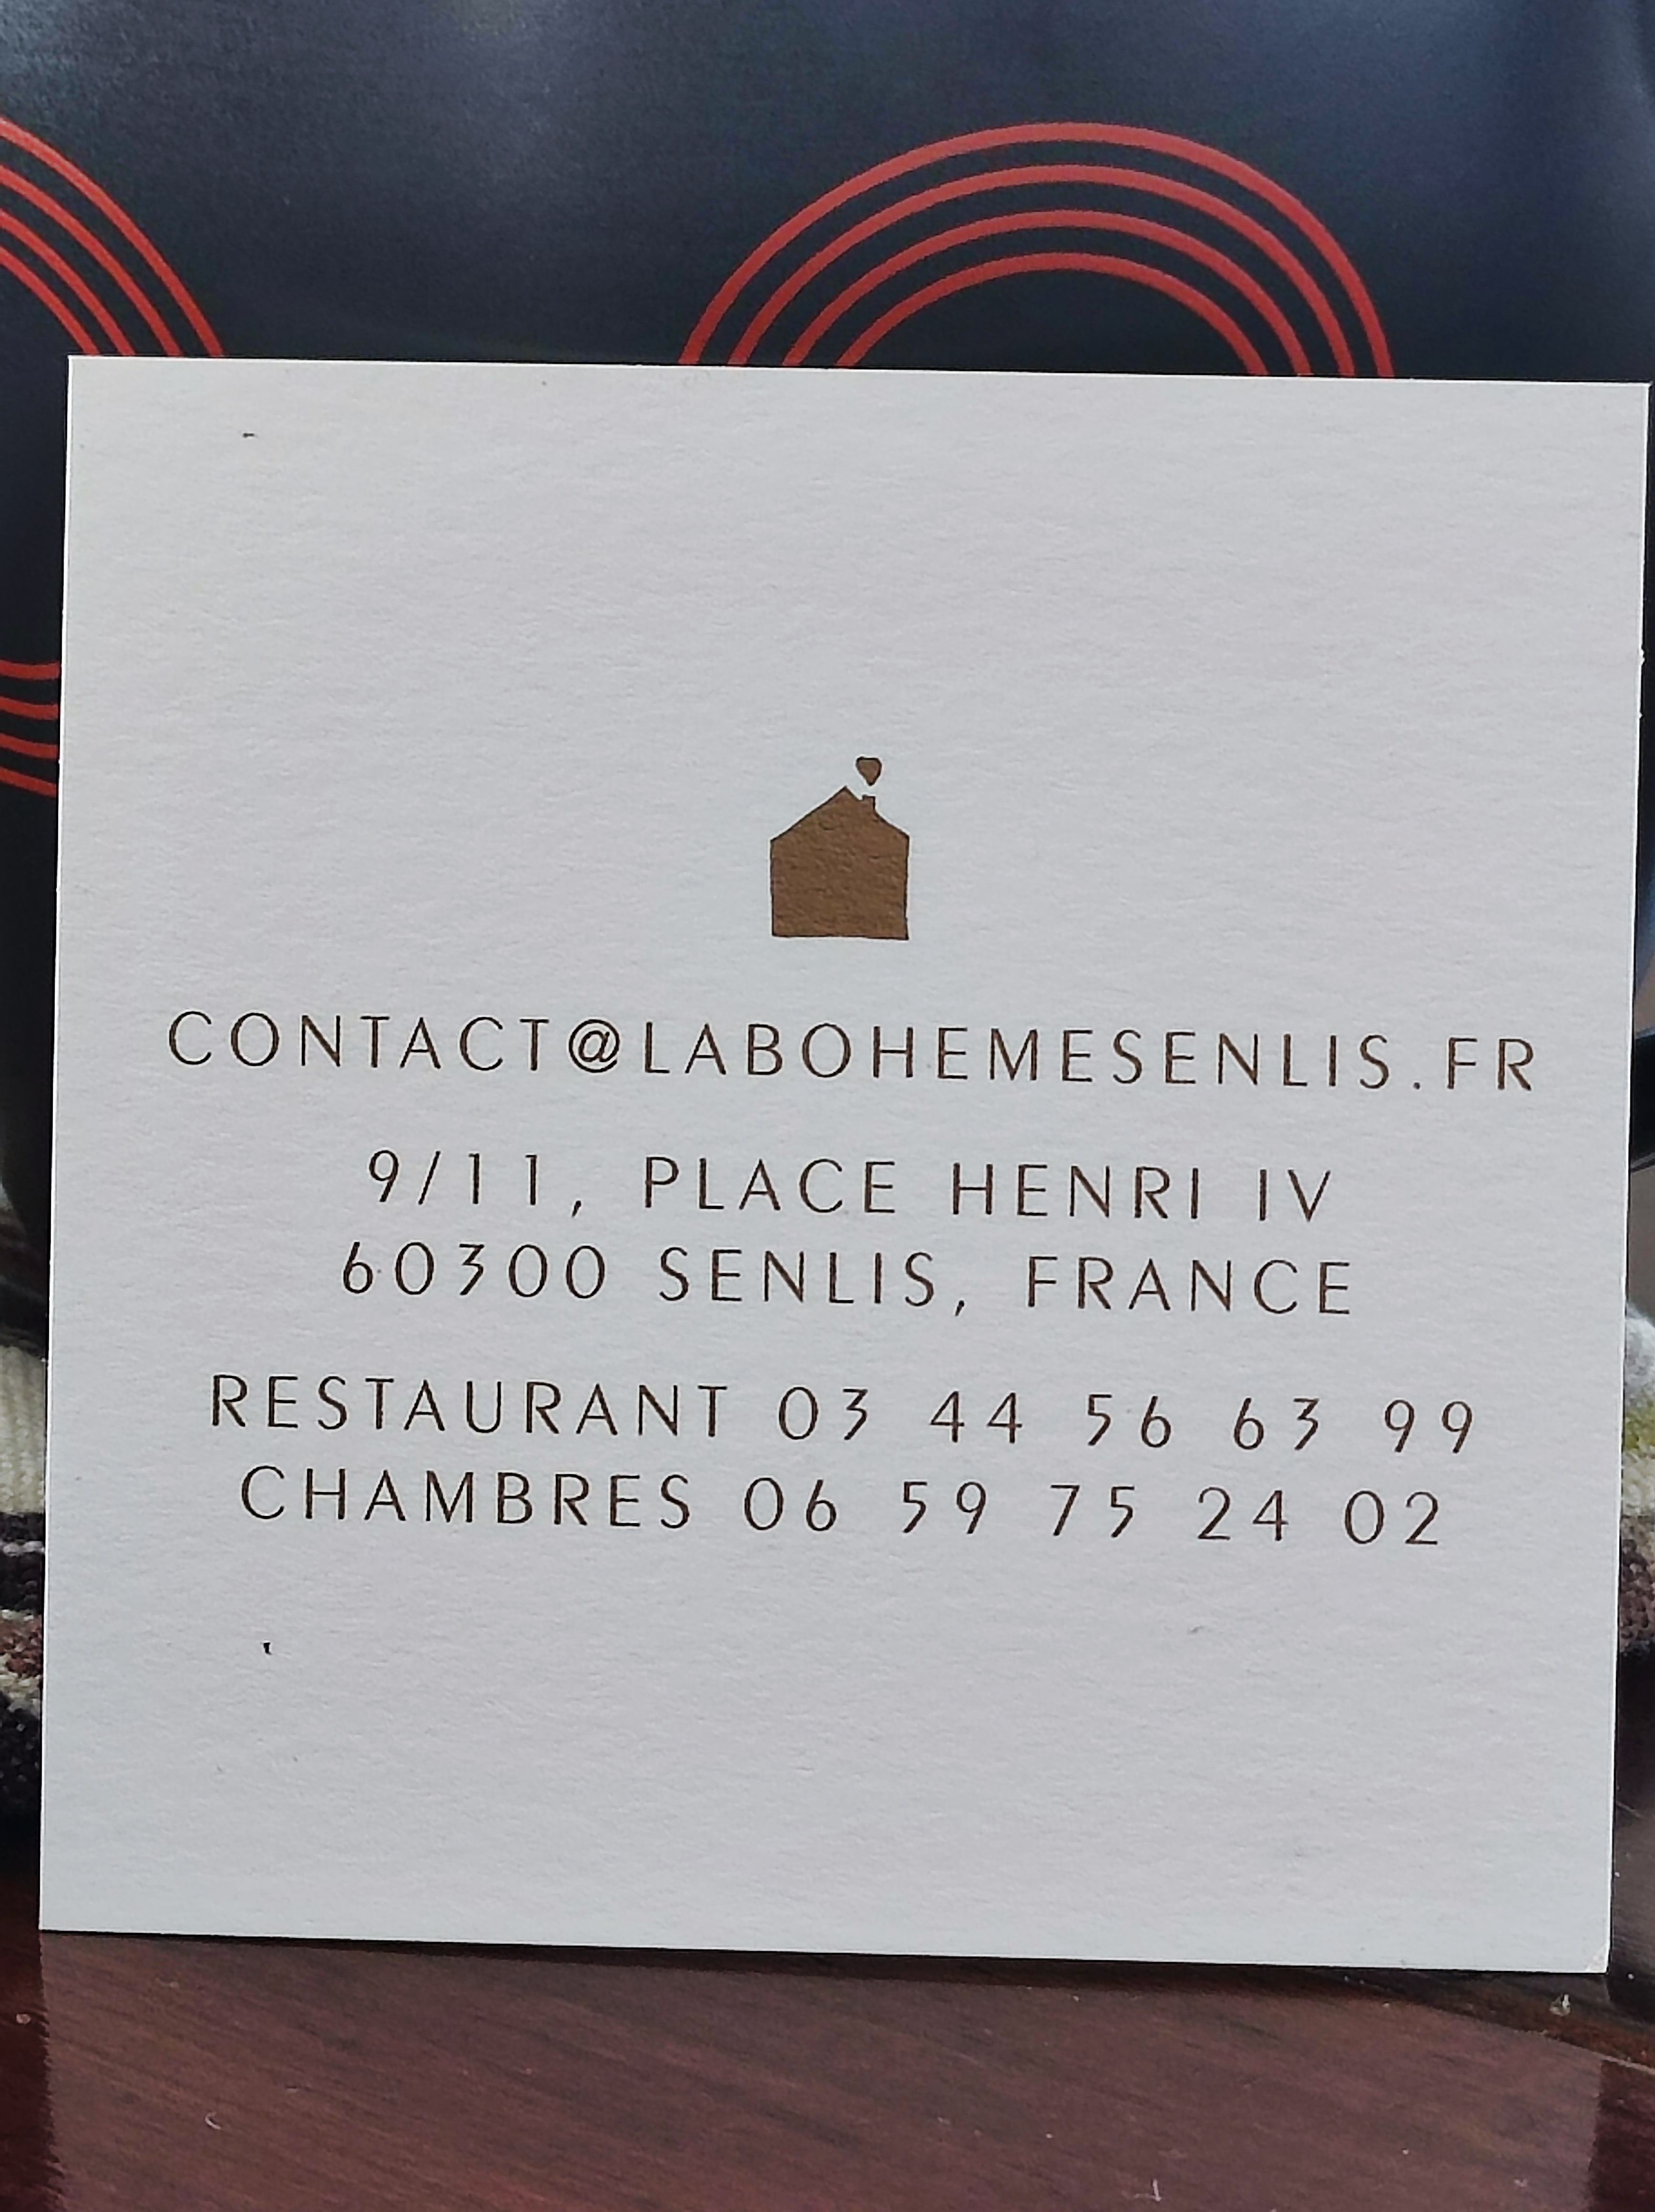 CONTACT@LABOHEMESENLIS.FR
9/11, PLACE HENRI IV
60300 SENLIS, FRANCE
RESTAURANT 03 44 56 63 99
CHAMBRES 06 59 75 24 02